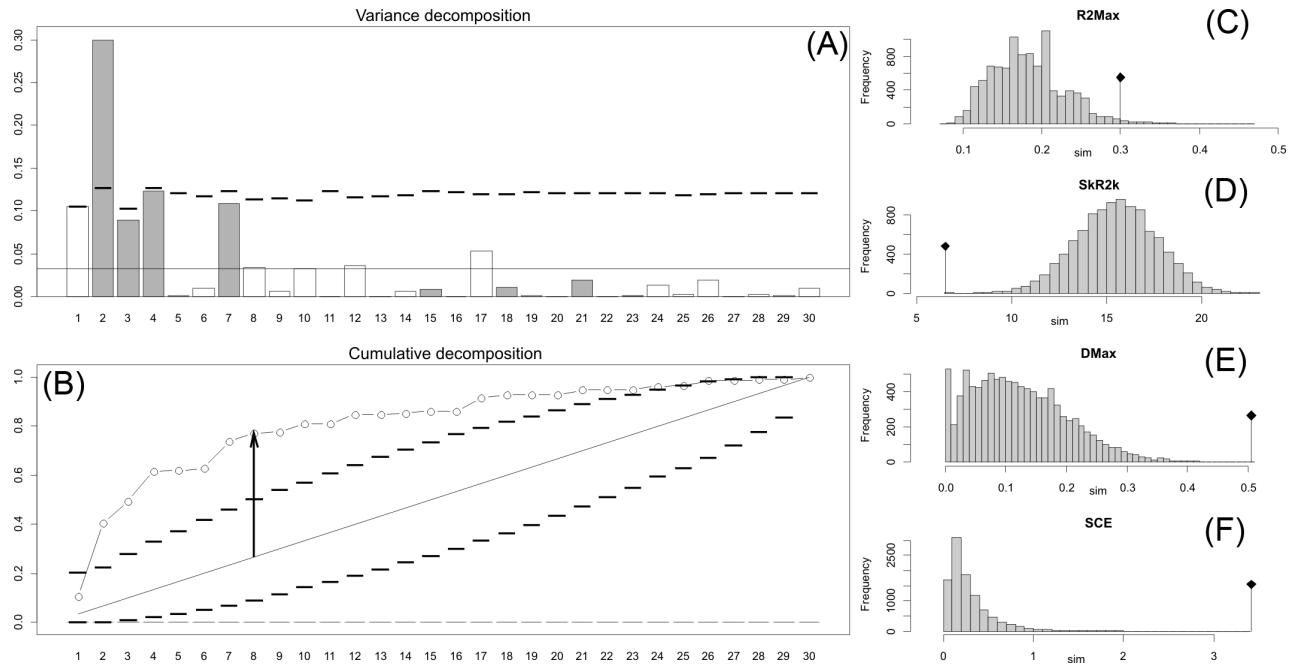 Variance decomposition
(A)
0.30
0.25
0.20
0.15
0.10
0.05
0.00
1 2 3 4 5 6 7 8 9 10 11 12 13 14 15 16 17 18 19 20 21 22 23 24 25 26 27 28 29 30
Cumulative decomposition
(B)
1.0
0.8
0.6
0.4
0.2
0.0
1 2 3 4 5 6 7 8 9 10 11 12 13 14 15 16 17 18 19 20 21 22 23 24 25 26 27 28 29 30
R2Max
(C)
Frequency
800
400
0
0.1 0.2 0.3 0.4 0.5
sim
SkR2k
(D)
Frequency
800
400
0
5 10 15 20
sim
DMax
(E)
Frequency
400
200
0
0.0 0.1 0.2 0.3 0.4 0.5
sim
SCE
(F)
Frequency
2500
1000
0
0 1 2 3
sim